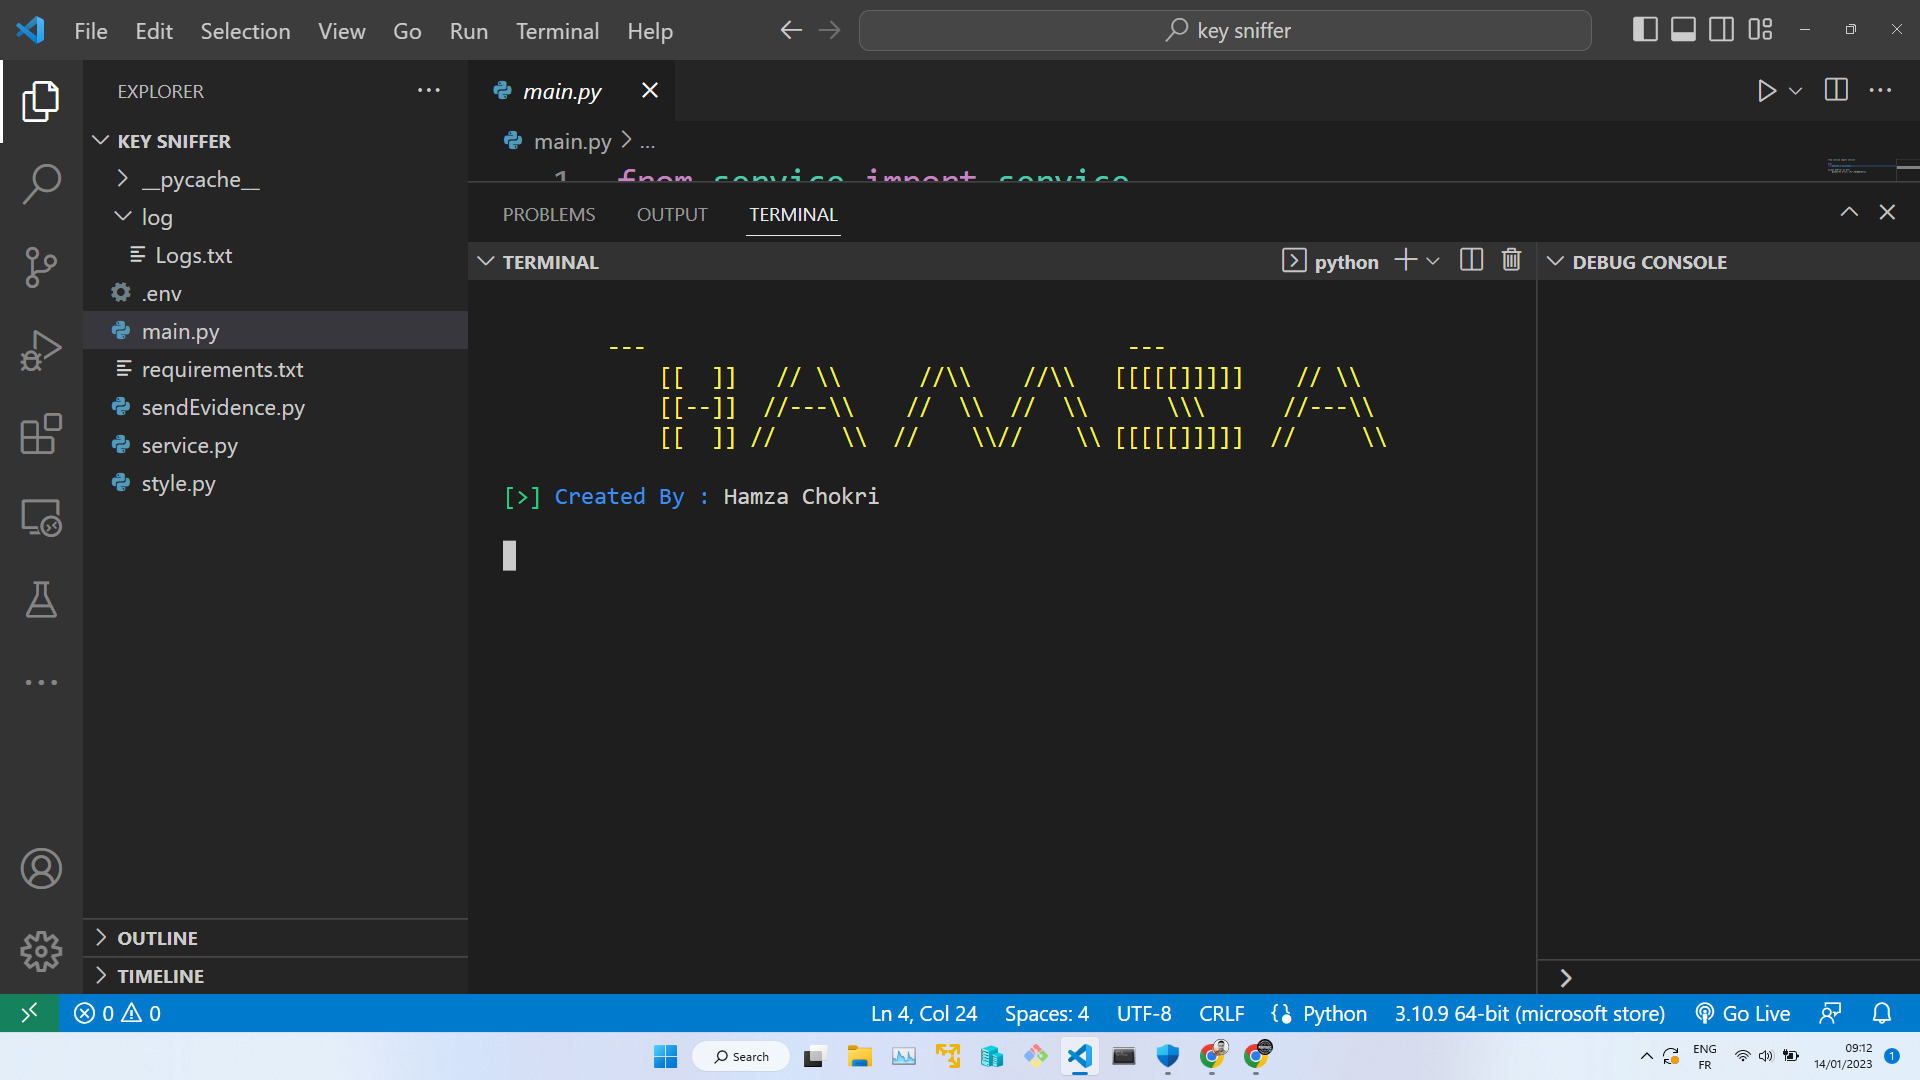 File Edit Selection View Go Run Terminal Help
key sniffer
EXPLORER
KEY SNIFFER
__pycache__
log
Logs.txt
.env
main.py
requirements.txt
sendEvidence.py
service.py
style.py
OUTLINE
TIMELINE
main.py
main.py > ...
1 from service import service
PROBLEMS OUTPUT TERMINAL
TERMINAL
python
DEBUG CONSOLE
--- ---
[[ ]] // \\ //\\ //\\ [[[[[]]]]] // \\
[[--]] //---\\ // \\ // \\ \\\ //---\\
[[ ]] // \\ // \\// \\ [[[[[]]]]] // \\
[>] Created By : Hamza Chokri
0 0
Ln 4, Col 24 Spaces: 4 UTF-8 CRLF Python 3.10.9 64-bit (microsoft store) Go Live
Search
ENG
FR
09:12
14/01/2023
1